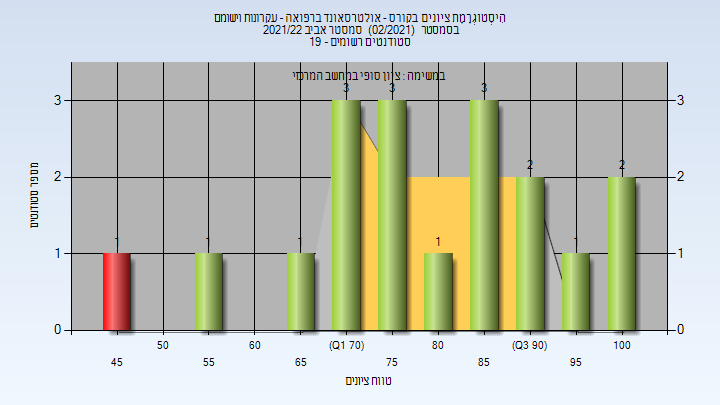 היסטוגרמת ציונים בקורס - אולטרסאונד ברפואה - עקרונות וישומם
בסמסטר (02/2021) סמסטר אביב 2021/22
סטודנטים רשומים - 19
במשימה : ציון סופי במחשב המרכזי
מספר סטודנטים
3 3 3
3 3
2 2
2 2
1 1 1 1 1
1 1
0 0
50 60 (Q1 70) 80 (Q3 90) 100
45 55 65 75 85 95
טווח ציונים